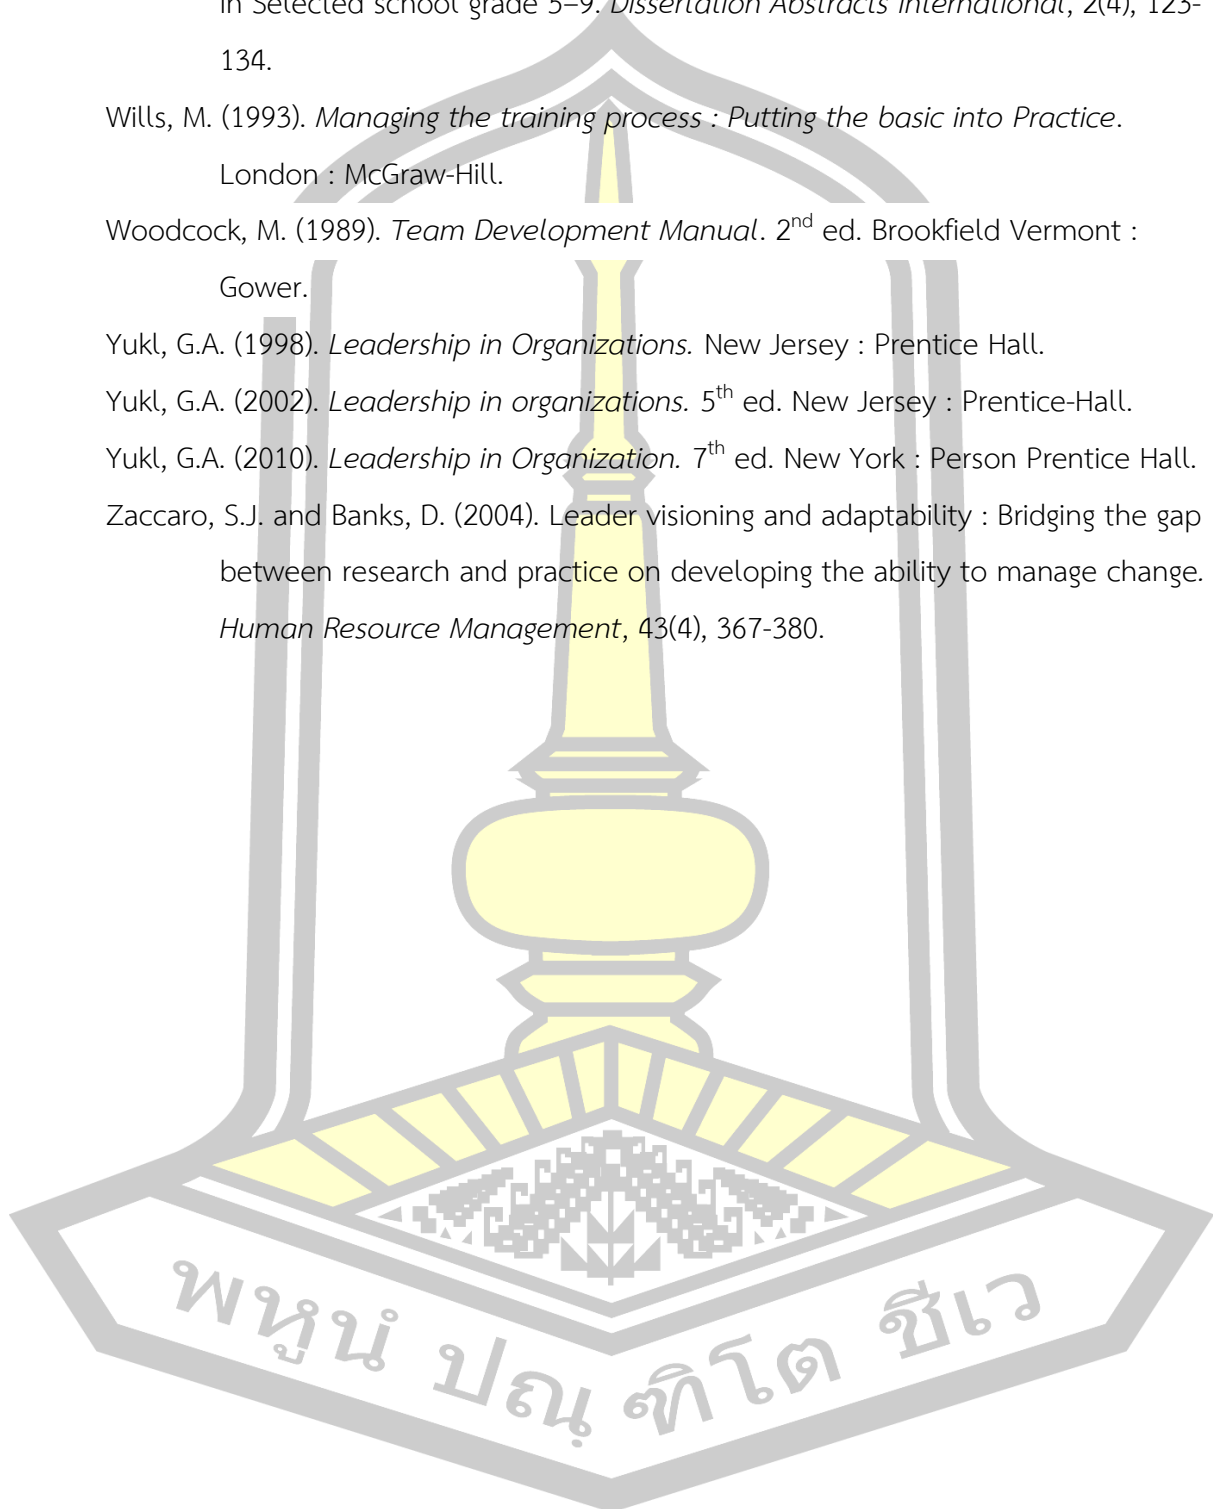 in Selected school grade 5–9. Dissertation Abstracts International, 2(4), 123-
134.
Wills, M. (1993). Managing the training process : Putting the basic into Practice.
London : McGraw-Hill.
Woodcock, M. (1989). Team Development Manual. 2nd ed. Brookfield Vermont :
Gower.
Yukl, G.A. (1998). Leadership in Organizations. New Jersey : Prentice Hall.
Yukl, G.A. (2002). Leadership in organizations. 5th ed. New Jersey : Prentice-Hall.
Yukl, G.A. (2010). Leadership in Organization. 7th ed. New York : Person Prentice Hall.
Zaccaro, S.J. and Banks, D. (2004). Leader visioning and adaptability : Bridging the gap
between research and practice on developing the ability to manage change.
Human Resource Management, 43(4), 367-380.
พหูนํ ปณฺฑิโต ชีเว